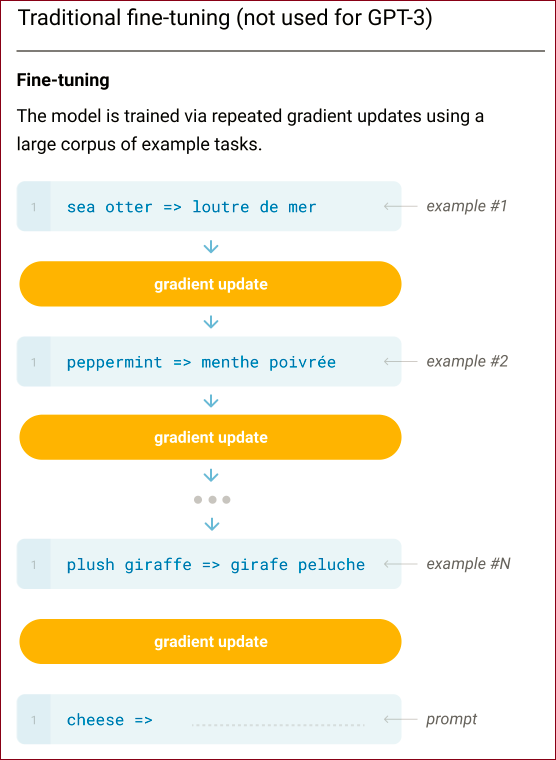 Traditional fine-tuning (not used for GPT-3)
Fine-tuning
The model is trained via repeated gradient updates using a
large corpus of example tasks.
1 sea otter => loutre de mer example #1
gradient update
1 peppermint => menthe poivrée example #2
gradient update
1 plush giraffe => girafe peluche example #N
gradient update
1 cheese => prompt